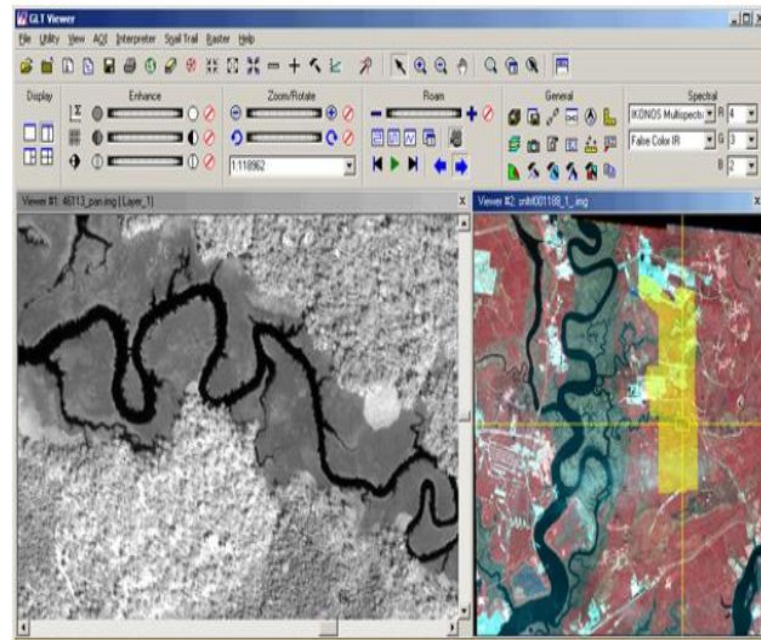 GLT Viewer
File Utility View AOI Interpreter Snail Trail Raster Help
Display Enhance Zoom/Rotate Roam General Spectral
IKONOS Multispectr R 4
False Color IR G 3
1.118962 B 2
Viewer #1: 46113_pan.img (Layer_1)
Viewer #2: